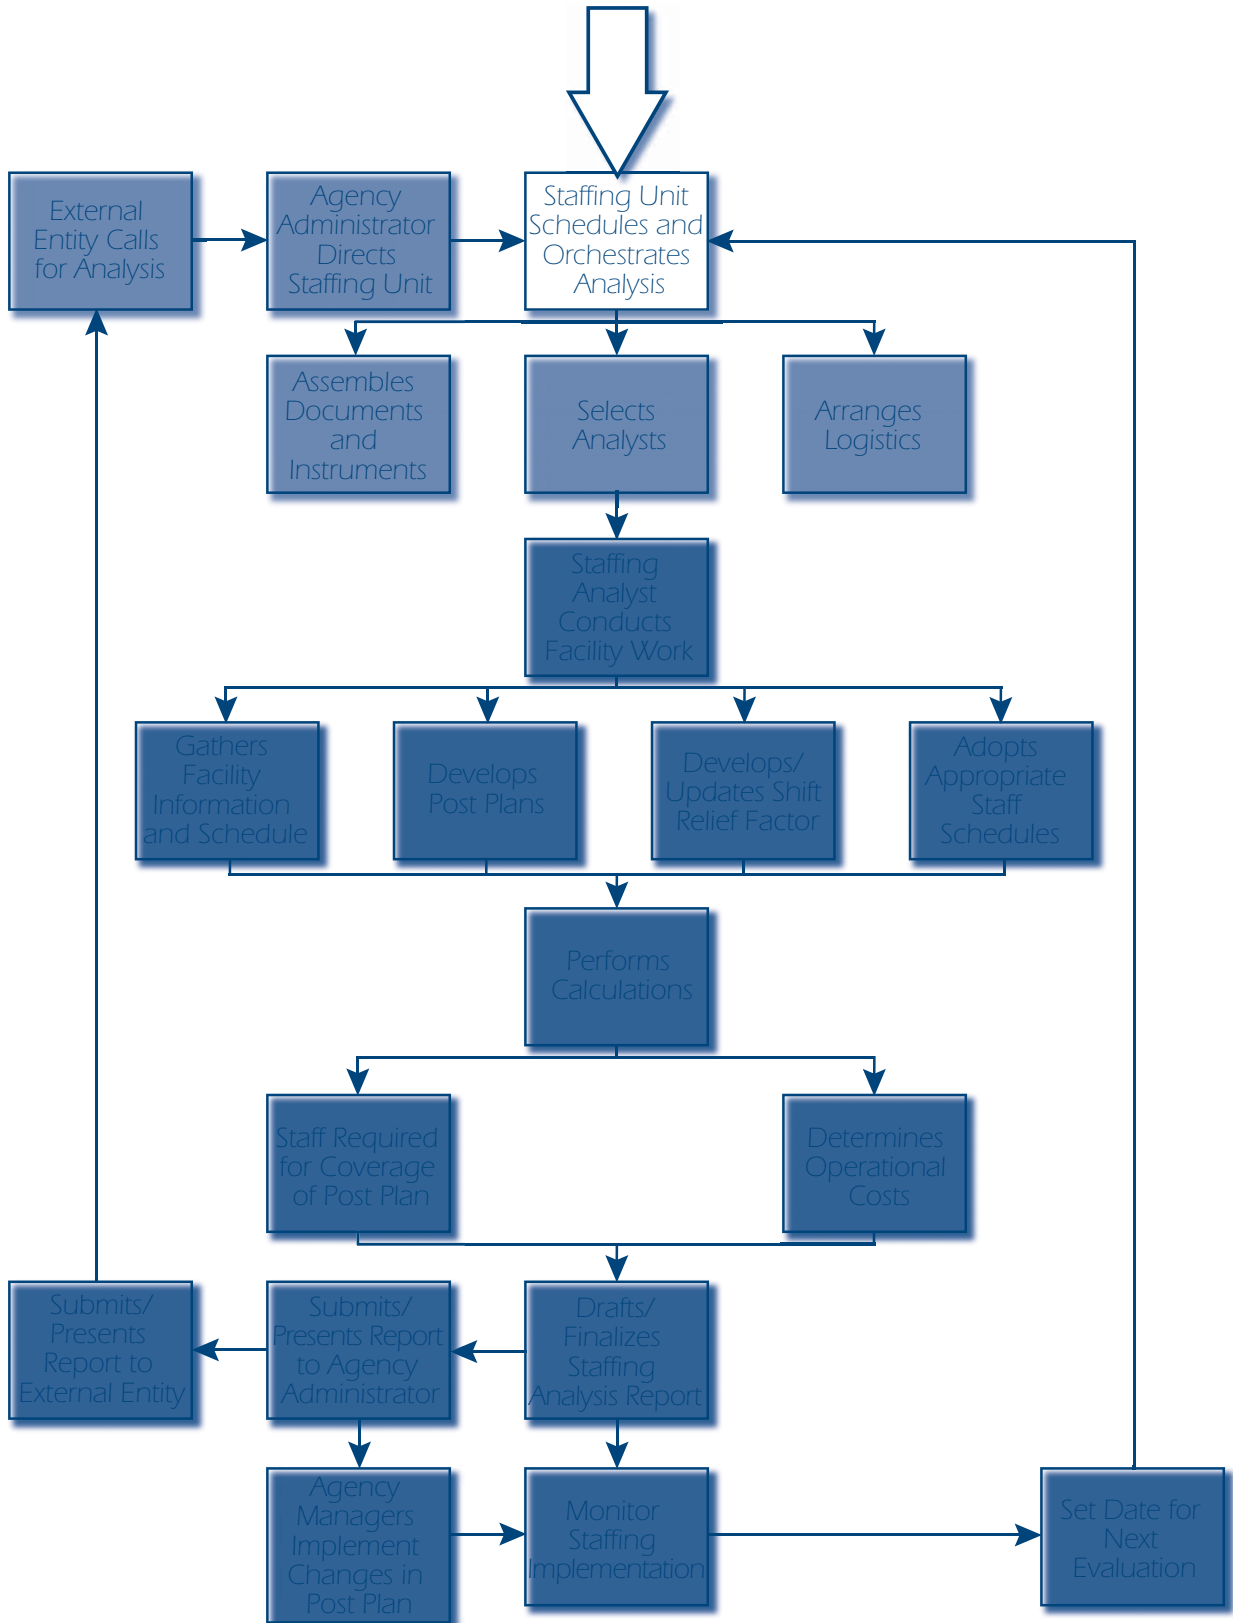 External
Entity Calls
for Analysis
Agency
Administrator
Directs
Staffing Unit
Staffing Unit
Schedules and
Orchestrates
Analysis
Assembles
Documents
and
Instruments
Selects
Analysts
Arranges
Logistics
Staffing
Analyst
Conducts
Facility Work
Gathers
Facility
Information
and Schedule
Develops
Post Plans
Develops/
Updates Shift
Relief Factor
Adopts
Appropriate
Staff
Schedules
Performs
Calculations
Staff Required
for Coverage
of Post Plan
Determines
Operational
Costs
Submits/
Presents
Report to
External Entity
Submits/
Presents Report
to Agency
Administrator
Drafts/
Finalizes
Staffing
Analysis Report
Agency
Managers
Implement
Changes in
Post Plan
Monitor
Staffing
Implementation
Set Date for
Next
Evaluation